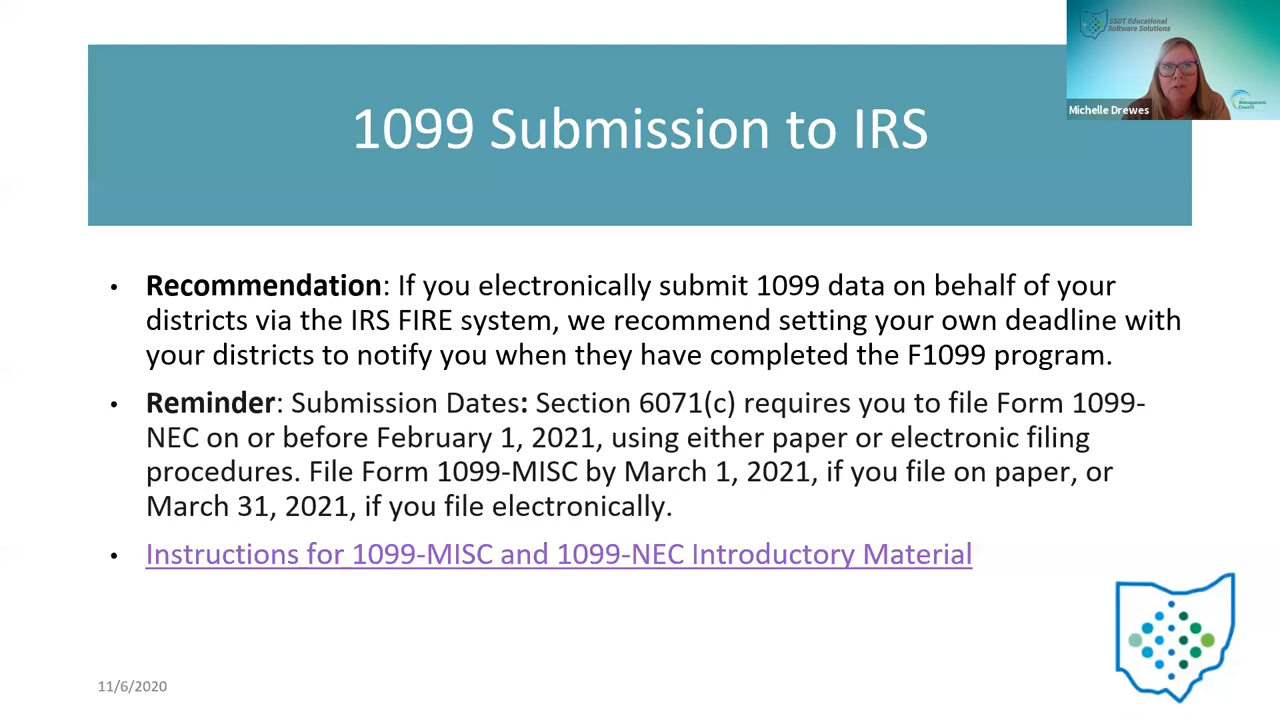 SSDT Educational
Software Solutions
Michelle Drewes
Management
Council
1099 Submission to IRS
• Recommendation: If you electronically submit 1099 data on behalf of your
districts via the IRS FIRE system, we recommend setting your own deadline with
your districts to notify you when they have completed the F1099 program.
• Reminder: Submission Dates: Section 6071(c) requires you to file Form 1099-
NEC on or before February 1, 2021, using either paper or electronic filing
procedures. File Form 1099-MISC by March 1, 2021, if you file on paper, or
March 31, 2021, if you file electronically.
• Instructions for 1099-MISC and 1099-NEC Introductory Material
11/6/2020